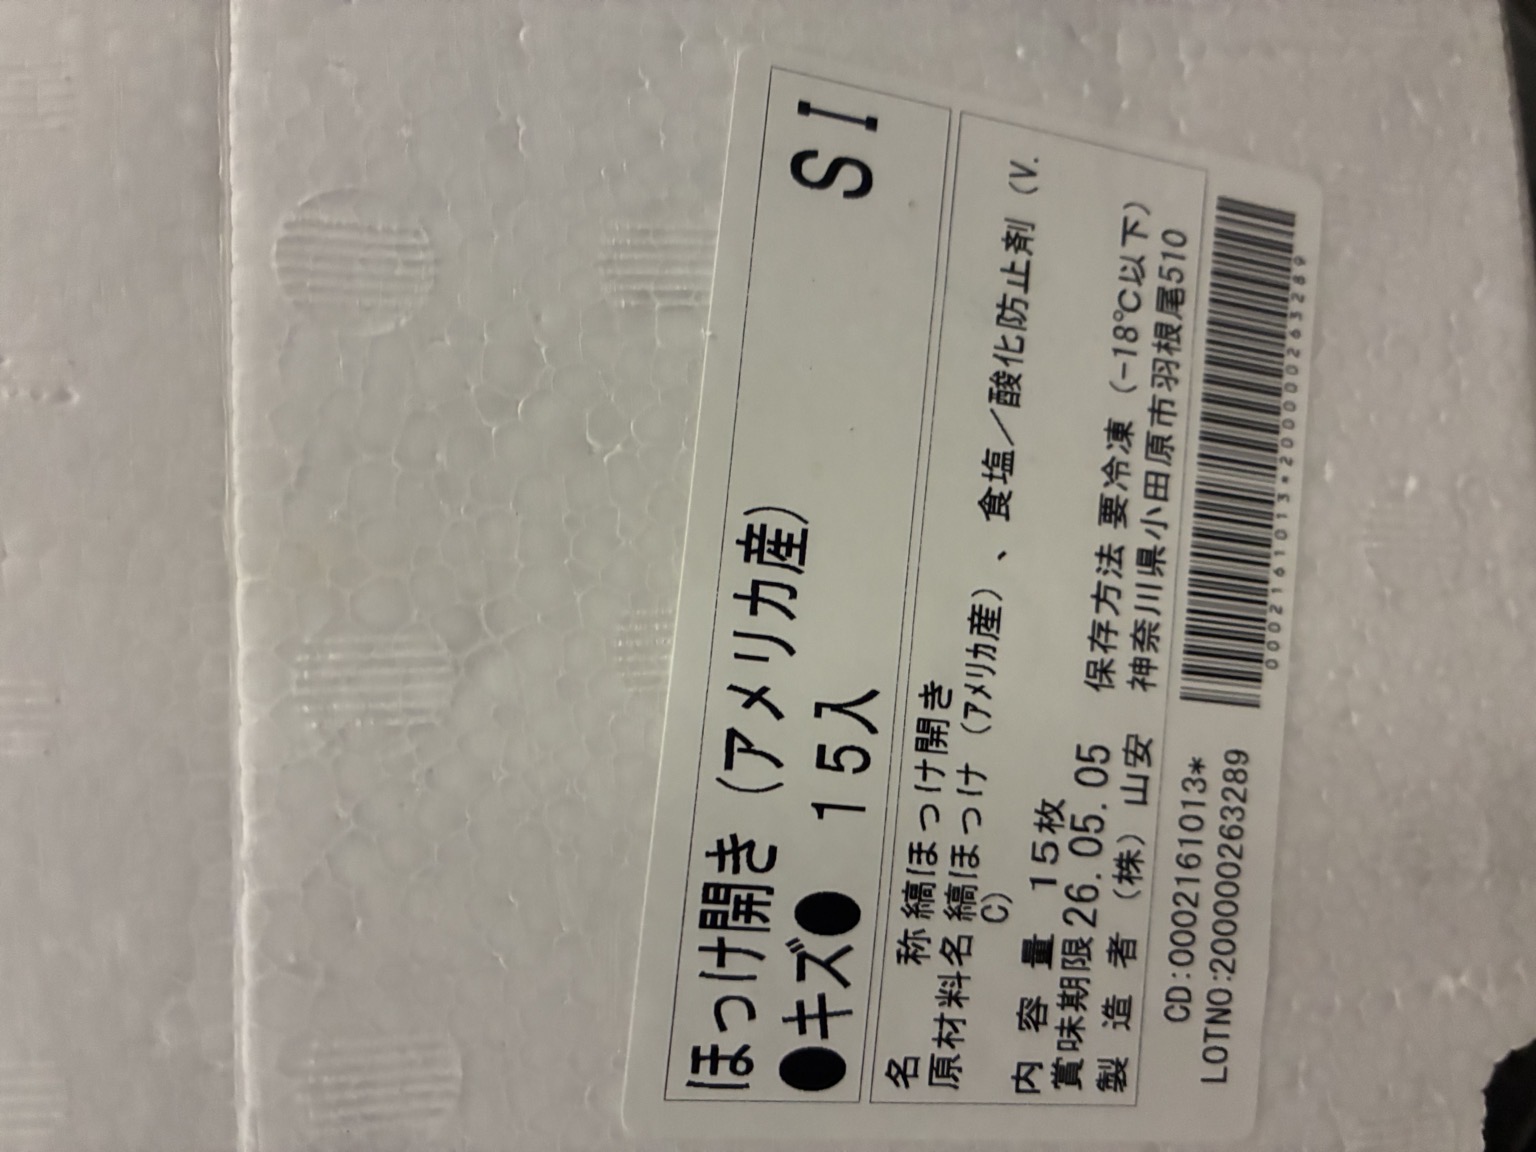 ほっけ開き（アメリカ産）
●キズ● １５入 ＳＩ
名 称 縞ほっけ開き
原材料名 縞ほっけ（アメリカ産）、食塩／酸化防止剤（V.
C）
内 容 量 １５枚
賞味期限 26.05.05 保存方法 要冷凍（-18℃以下）
製 造 者 （株）山安 神奈川県小田原市羽根尾510
CD:000216101３*
LOTNO:2000000263289
0002161013*2000000263289